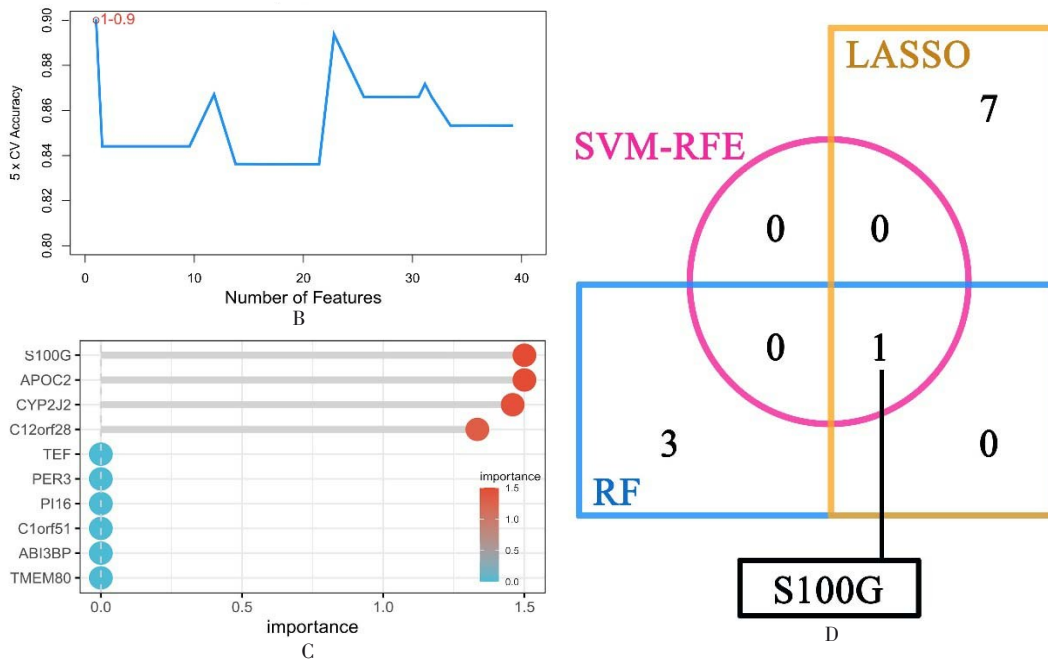 0.90
0.88
0.86
0.84
0.82
0.80
5 x CV Accuracy
1-0.9
0
10
20
30
40
Number of Features
B
S100G
APOC2
CYP2J2
C12orf28
TEF
PER3
PI16
C1orf51
ABI3BP
TMEM80
importance
1.5
1.0
0.5
0.0
0.0
0.5
1.0
1.5
importance
C
LASSO
7
SVM-RFE
0
0
0
1
3
0
RF
S100G
D